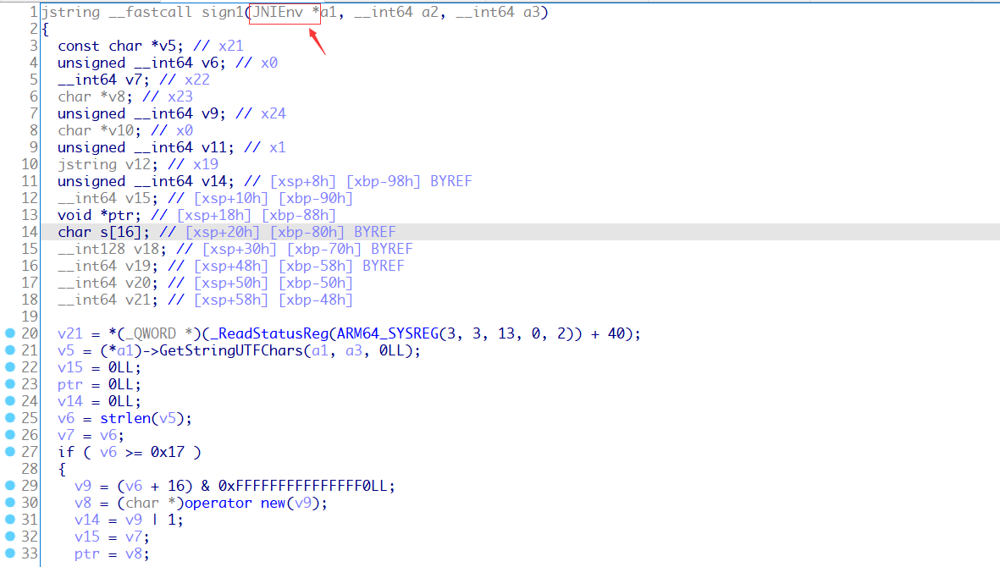 1 jstring __fastcall sign1(JNIEnv *a1, __int64 a2, __int64 a3)
2 {
3 const char *v5; // x21
4 unsigned __int64 v6; // x0
5 __int64 v7; // x22
6 char *v8; // x23
7 unsigned __int64 v9; // x24
8 char *v10; // x0
9 unsigned __int64 v11; // x1
10 jstring v12; // x19
11 unsigned __int64 v14; // [xsp+8h] [xbp-98h] BYREF
12 __int64 v15; // [xsp+10h] [xbp-90h]
13 void *ptr; // [xsp+18h] [xbp-88h]
14 char s[16]; // [xsp+20h] [xbp-80h] BYREF
15 __int128 v18; // [xsp+30h] [xbp-70h] BYREF
16 __int64 v19; // [xsp+48h] [xbp-58h] BYREF
17 __int64 v20; // [xsp+50h] [xbp-50h]
18 __int64 v21; // [xsp+58h] [xbp-48h]
19
20 v21 = *(_QWORD *)(_ReadStatusReg(ARM64_SYSREG(3, 3, 13, 0, 2)) + 40);
21 v5 = (*a1)->GetStringUTFChars(a1, a3, 0LL);
22 v15 = 0LL;
23 ptr = 0LL;
24 v14 = 0LL;
25 v6 = strlen(v5);
26 v7 = v6;
27 if ( v6 >= 0x17 )
28 {
29 v9 = (v6 + 16) & 0xFFFFFFFFFFFFFFF0LL;
30 v8 = (char *)operator new(v9);
31 v14 = v9 | 1;
32 v15 = v7;
33 ptr = v8;